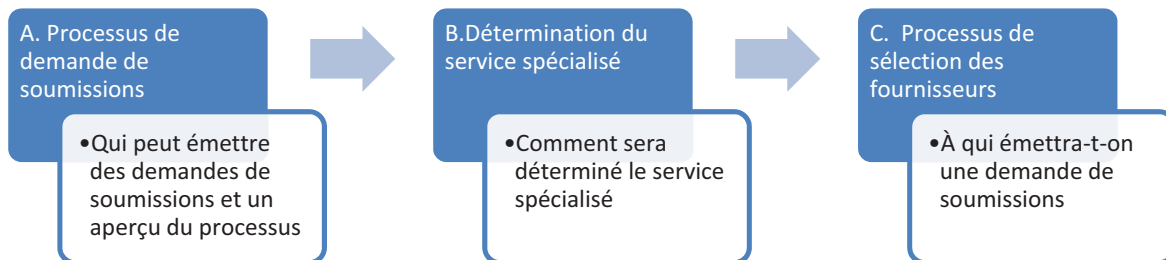 A. Processus de
demande de
soumissions
•Qui peut émettre
des demandes de
soumissions et un
aperçu du processus
B.Détermination du
service spécialisé
•Comment sera
déterminé le service
spécialisé
C.  Processus de
sélection des
fournisseurs
•À qui émettra-t-on
une demande de
soumissions